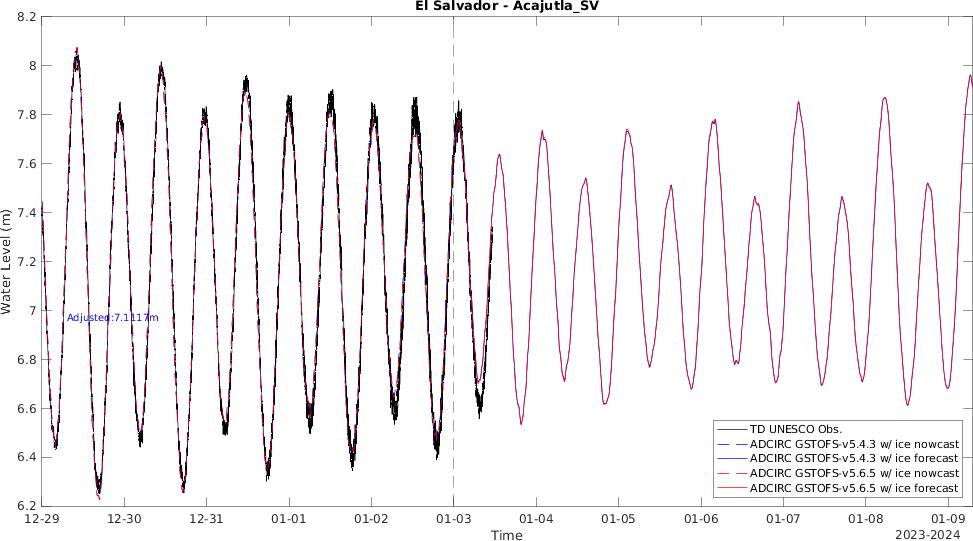 El Salvador - Acajutla_SV
8.2
8
7.8
7.6
7.4
7.2
7
6.8
6.6
6.4
6.2
Water Level (m)
Adjusted:7.1117m
TD UNESCO Obs.
ADCIRC GSTOFS-v5.4.3 w/ ice nowcast
ADCIRC GSTOFS-v5.4.3 w/ ice forecast
ADCIRC GSTOFS-v5.6.5 w/ ice nowcast
ADCIRC GSTOFS-v5.6.5 w/ ice forecast
12-29 12-30 12-31 01-01 01-02 01-03 01-04 01-05 01-06 01-07 01-08 01-09
Time
2023-2024